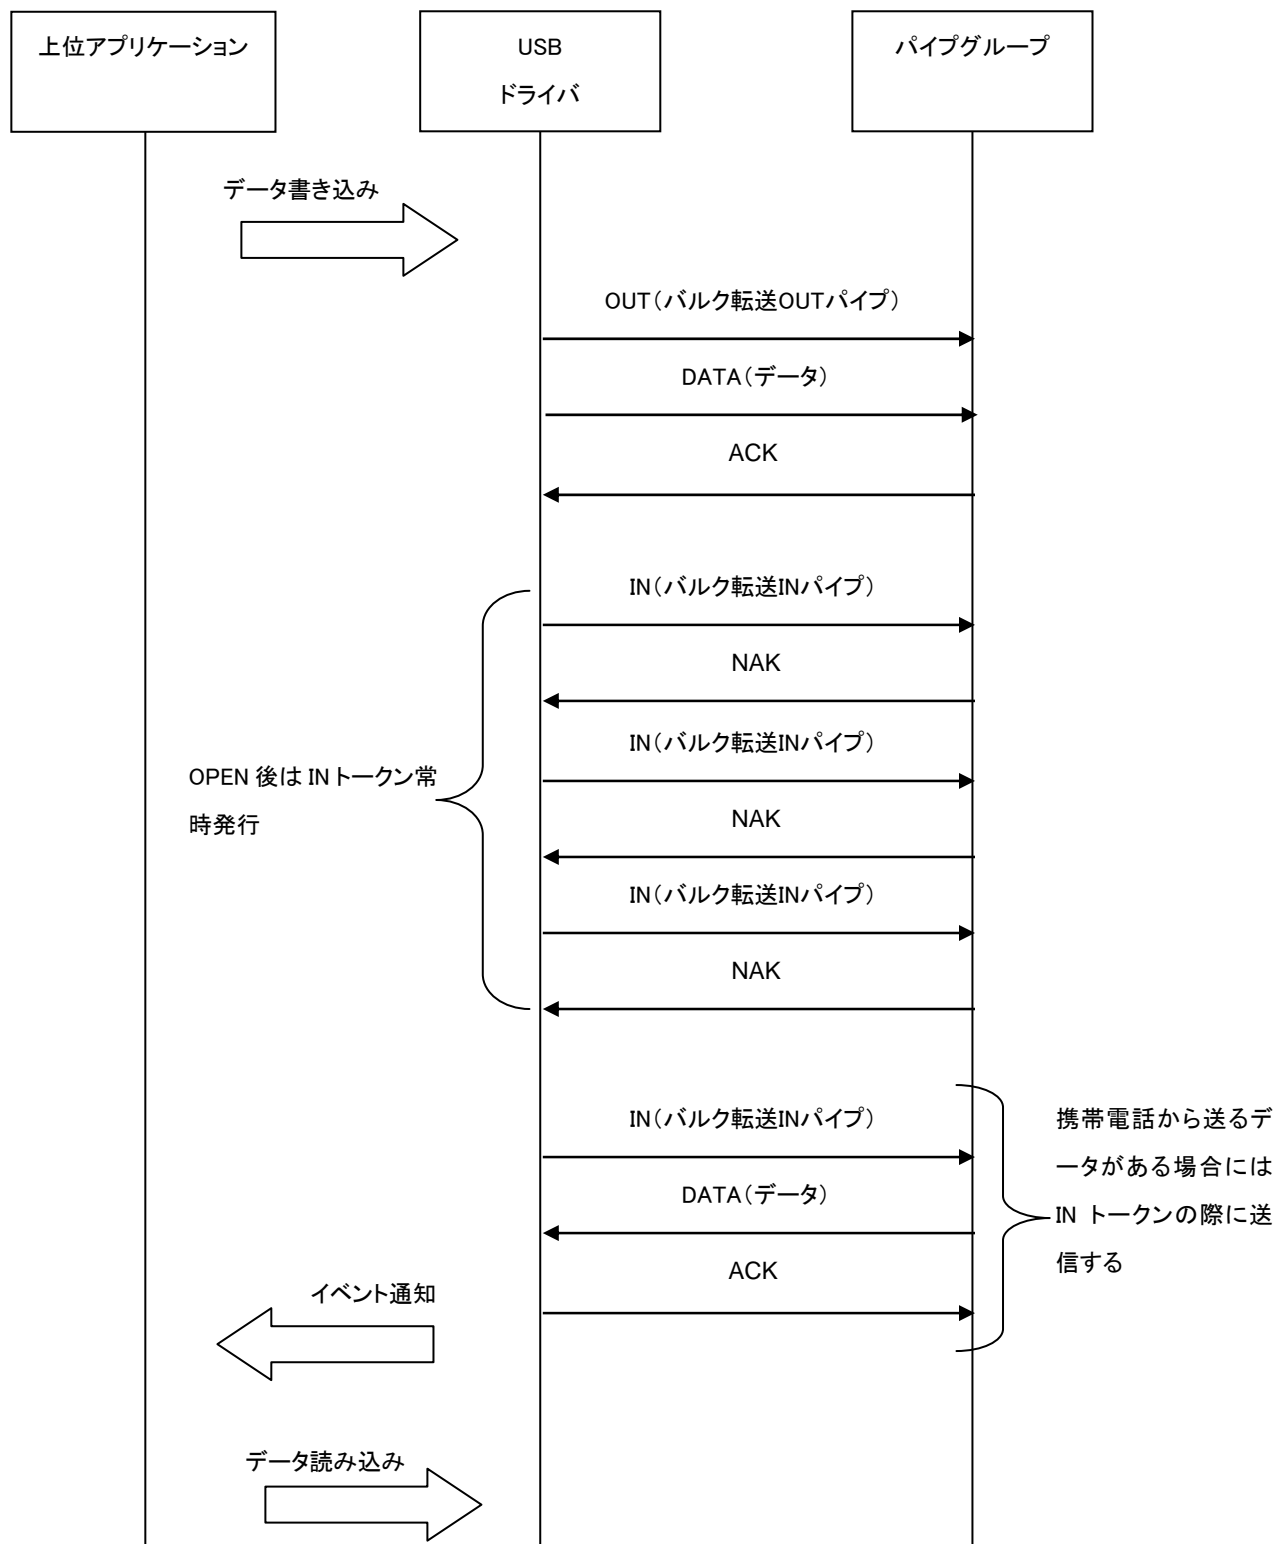 上位アプリケーション
USB
ドライバ
パイプグループ
データ書き込み
OUT(バルク転送OUTパイプ)
DATA(データ)
ACK
IN(バルク転送INパイプ)
NAK
IN(バルク転送INパイプ)
OPEN 後は IN トークン常
時発行
NAK
IN(バルク転送INパイプ)
NAK
IN(バルク転送INパイプ)
DATA(データ)
ACK
携帯電話から送るデ
ータがある場合には
IN トークンの際に送
信する
イベント通知
データ読み込み